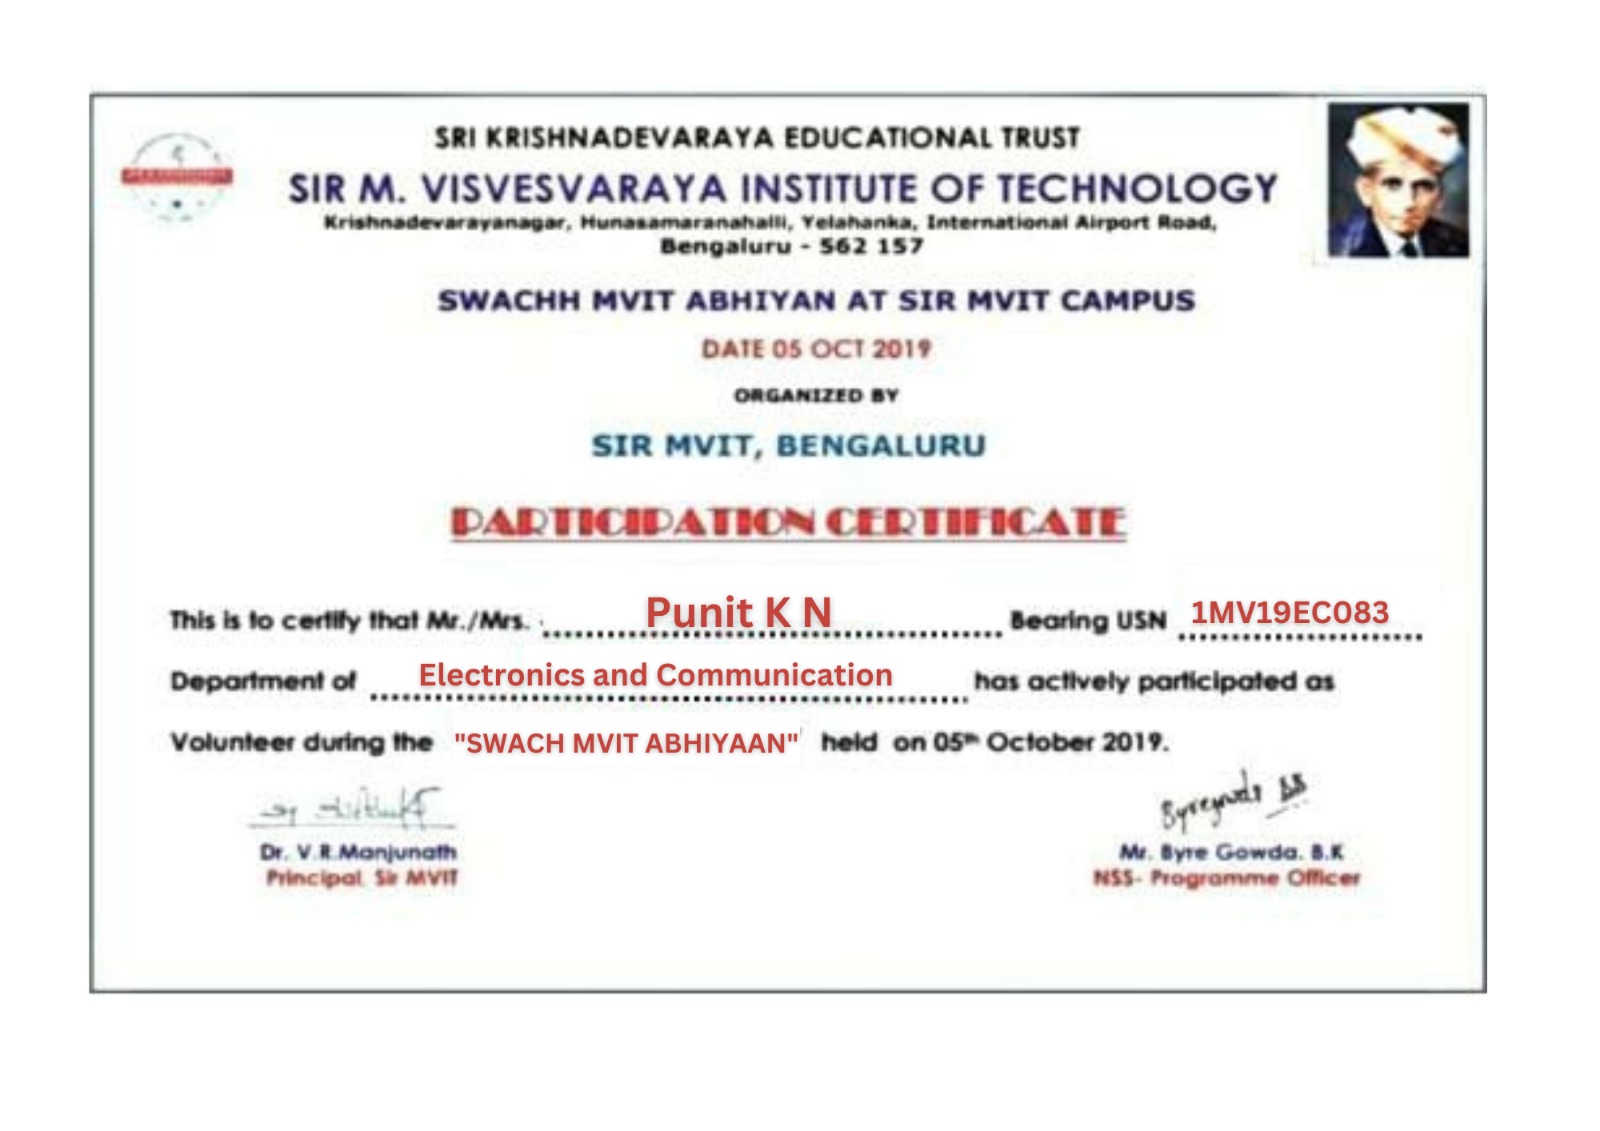 SRI KRISHNADEVARAYA EDUCATIONAL TRUST
SIR M. VISVESVARAYA INSTITUTE OF TECHNOLOGY
Krishnadevarayanagar, Hunasamaranahalli, Yelahanka, International Airport Road,
Bengaluru - 562 157
SWACHH MVIT ABHIYAN AT SIR MVIT CAMPUS
DATE 05 OCT 2019
ORGANIZED BY
SIR MVIT, BENGALURU
PARTICIPATION CERTIFICATE
This is to certify that Mr./Mrs. Punit K N Bearing USN 1MV19EC083
Department of Electronics and Communication has actively participated as
Volunteer during the "SWACH MVIT ABHIYAAN" held on 05th October 2019.
Dr. V.R.Manjunath
Principal, Sir MVIT
Mr. Byre Gowda. B.K
NSS- Programme Officer